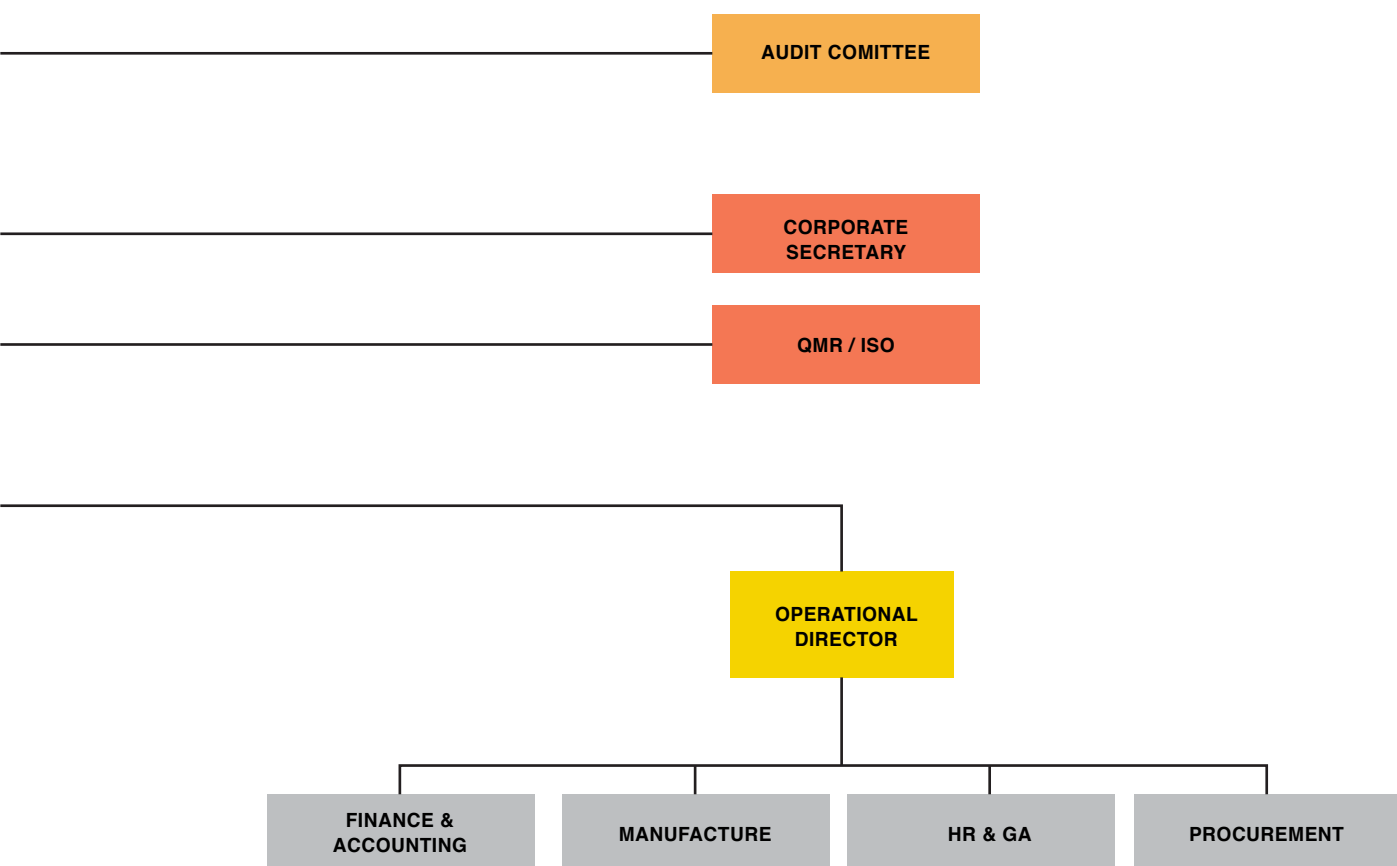 AUDIT COMITTEE
CORPORATE
SECRETARY
QMR / ISO
OPERATIONAL
DIRECTOR
FINANCE &
ACCOUNTING
MANUFACTURE
HR & GA
PROCUREMENT